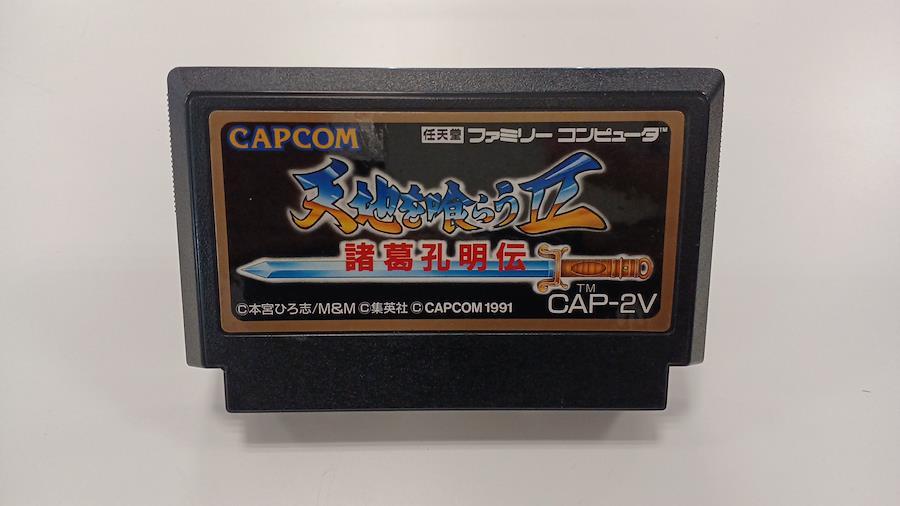 CAPCOM
任天堂 ファミリー コンピュータ™
天地を喰らうII
諸葛孔明伝
TM
CAP-2V
©本宮ひろ志/M&M ©集英社 © CAPCOM 1991